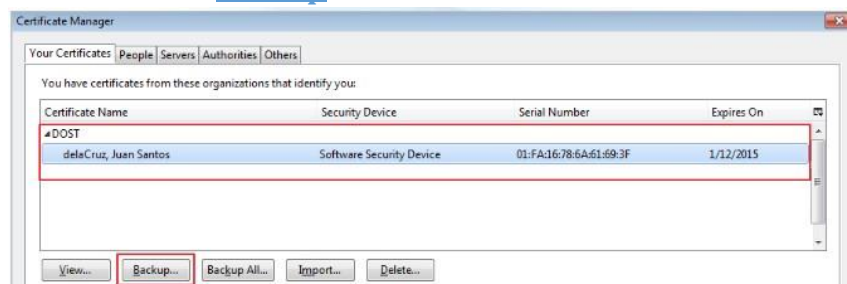 Certificate Manager
Your Certificates People Servers Authorities Others
You have certificates from these organizations that identify you:
Certificate Name Security Device Serial Number Expires On
DOST
delaCruz, Juan Santos Software Security Device 01:FA:16:78:6A:61:69:3F 1/12/2015
View... Backup... Backup All... Import... Delete...